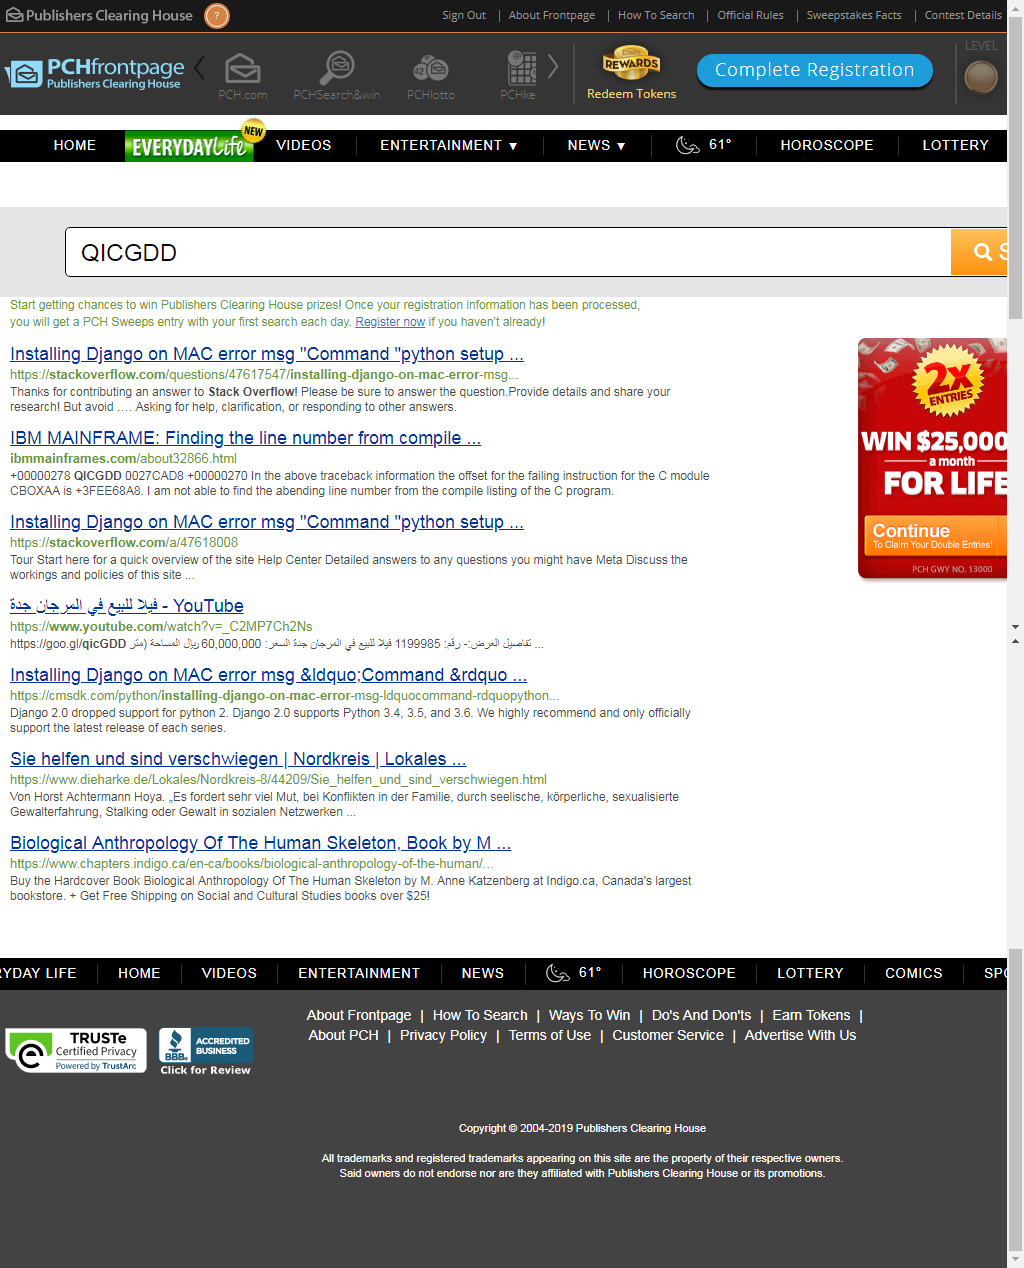 Publishers Clearing House ?
Sign Out | About Frontpage | How To Search | Official Rules | Sweepstakes Facts | Contest Details
PCHfrontpage
Publishers Clearing House
PCH.com PCHSearch&win PCHlotto PCHke
REWARDS
Redeem Tokens
Complete Registration
LEVEL
HOME EVERYDAY Life NEW VIDEOS ENTERTAINMENT ▼ NEWS ▼ 61° HOROSCOPE LOTTERY
QICGDD
S
Start getting chances to win Publishers Clearing House prizes! Once your registration information has been processed,
you will get a PCH Sweeps entry with your first search each day. Register now if you haven't already!
Installing Django on MAC error msg "Command "python setup ...
https://stackoverflow.com/questions/47617547/installing-django-on-mac-error-msg...
Thanks for contributing an answer to Stack Overflow! Please be sure to answer the question.Provide details and share your
research! But avoid …. Asking for help, clarification, or responding to other answers.
IBM MAINFRAME: Finding the line number from compile ...
ibmmainframes.com/about32866.html
+00000278 QICGDD 0027CAD8 +00000270 In the above traceback information the offset for the failing instruction for the C module
CBOXAA is +3FEE68A8. I am not able to find the abending line number from the compile listing of the C program.
Installing Django on MAC error msg "Command "python setup ...
https://stackoverflow.com/a/47618008
Tour Start here for a quick overview of the site Help Center Detailed answers to any questions you might have Meta Discuss the
workings and policies of this site ...
فيلا للبيع في المرجان جدة - YouTube
https://www.youtube.com/watch?v=_C2MP7Ch2Ns
https://goo.gl/qicGDD تفاصيل العرض:- رقم: 1199985 فيلا للبيع في المرجان جدة السعر: 60,000,000 ريال المساحة (متر ...
Installing Django on MAC error msg &ldquo;Command &rdquo ...
https://cmsdk.com/python/installing-django-on-mac-error-msg-ldquocommand-rdquopython...
Django 2.0 dropped support for python 2. Django 2.0 supports Python 3.4, 3.5, and 3.6. We highly recommend and only officially
support the latest release of each series.
Sie helfen und sind verschwiegen | Nordkreis | Lokales ...
https://www.dieharke.de/Lokales/Nordkreis-8/44209/Sie_helfen_und_sind_verschwiegen.html
Von Horst Achtermann Hoya. „Es fordert sehr viel Mut, bei Konflikten in der Familie, durch seelische, körperliche, sexualisierte
Gewalterfahrung, Stalking oder Gewalt in sozialen Netzwerken ...
Biological Anthropology Of The Human Skeleton, Book by M ...
https://www.chapters.indigo.ca/en-ca/books/biological-anthropology-of-the-human/...
Buy the Hardcover Book Biological Anthropology Of The Human Skeleton by M. Anne Katzenberg at Indigo.ca, Canada's largest
bookstore. + Get Free Shipping on Social and Cultural Studies books over $25!
2X
ENTRIES
WIN $25,000
a month
FOR LIFE
Continue
To Claim Your Double Entries!
PCH GWY NO. 13000
RYDAY LIFE HOME VIDEOS ENTERTAINMENT NEWS 61° HOROSCOPE LOTTERY COMICS SPO
About Frontpage | How To Search | Ways To Win | Do's And Don'ts | Earn Tokens |
About PCH | Privacy Policy | Terms of Use | Customer Service | Advertise With Us
TRUSTe
Certified Privacy
Powered by TrustArc
BBB
ACCREDITED
BUSINESS
Click for Review
Copyright © 2004-2019 Publishers Clearing House
All trademarks and registered trademarks appearing on this site are the property of their respective owners.
Said owners do not endorse nor are they affiliated with Publishers Clearing House or its promotions.